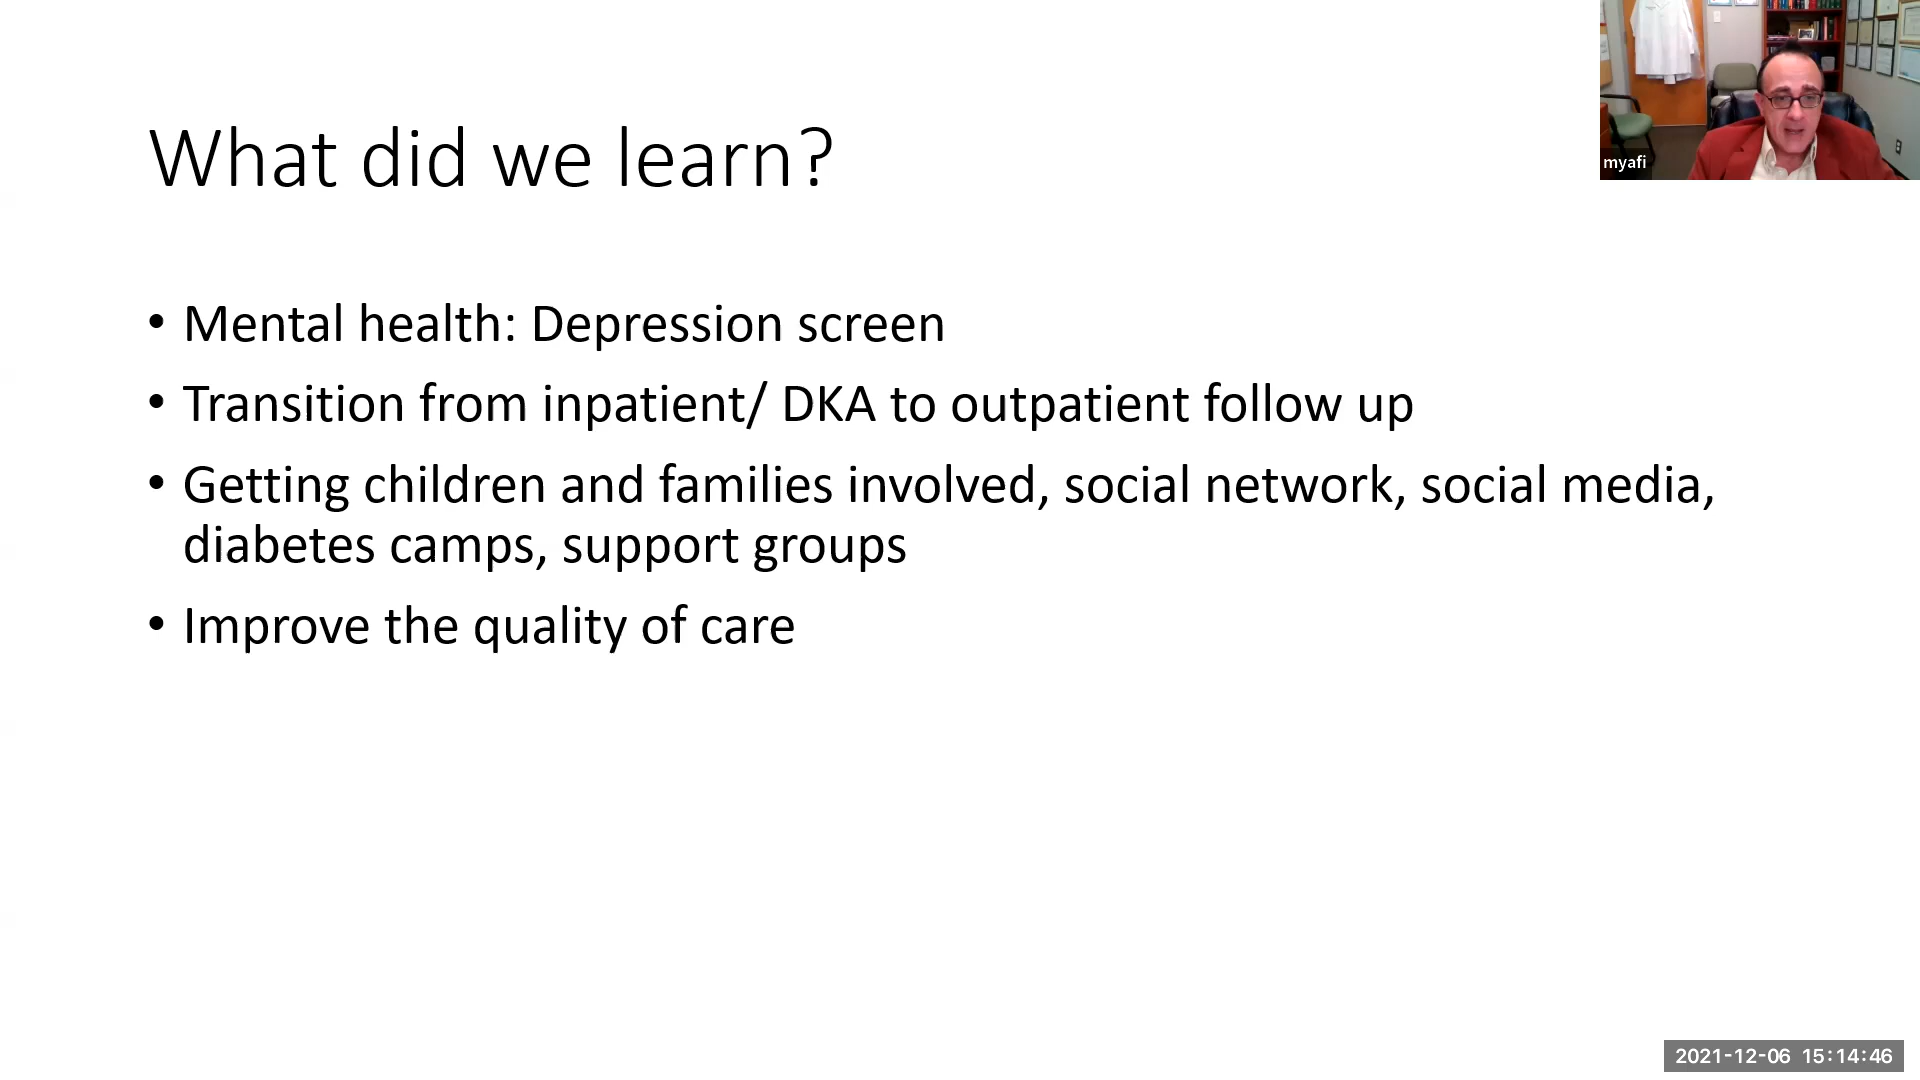 What did we learn?
• Mental health: Depression screen
• Transition from inpatient/ DKA to outpatient follow up
• Getting children and families involved, social network, social media,
diabetes camps, support groups
• Improve the quality of care
myafi
2021-12-06 15:14:46